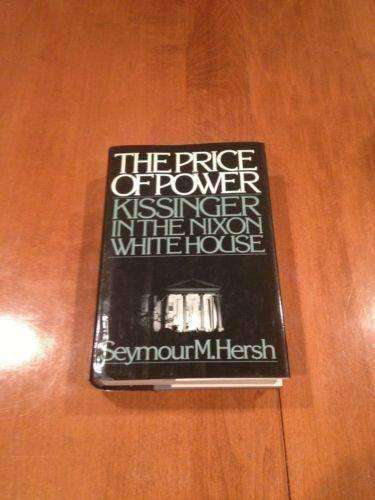 THE PRICE
OF POWER
KISSINGER
IN THE NIXON
WHITE HOUSE
Seymour M. Hersh